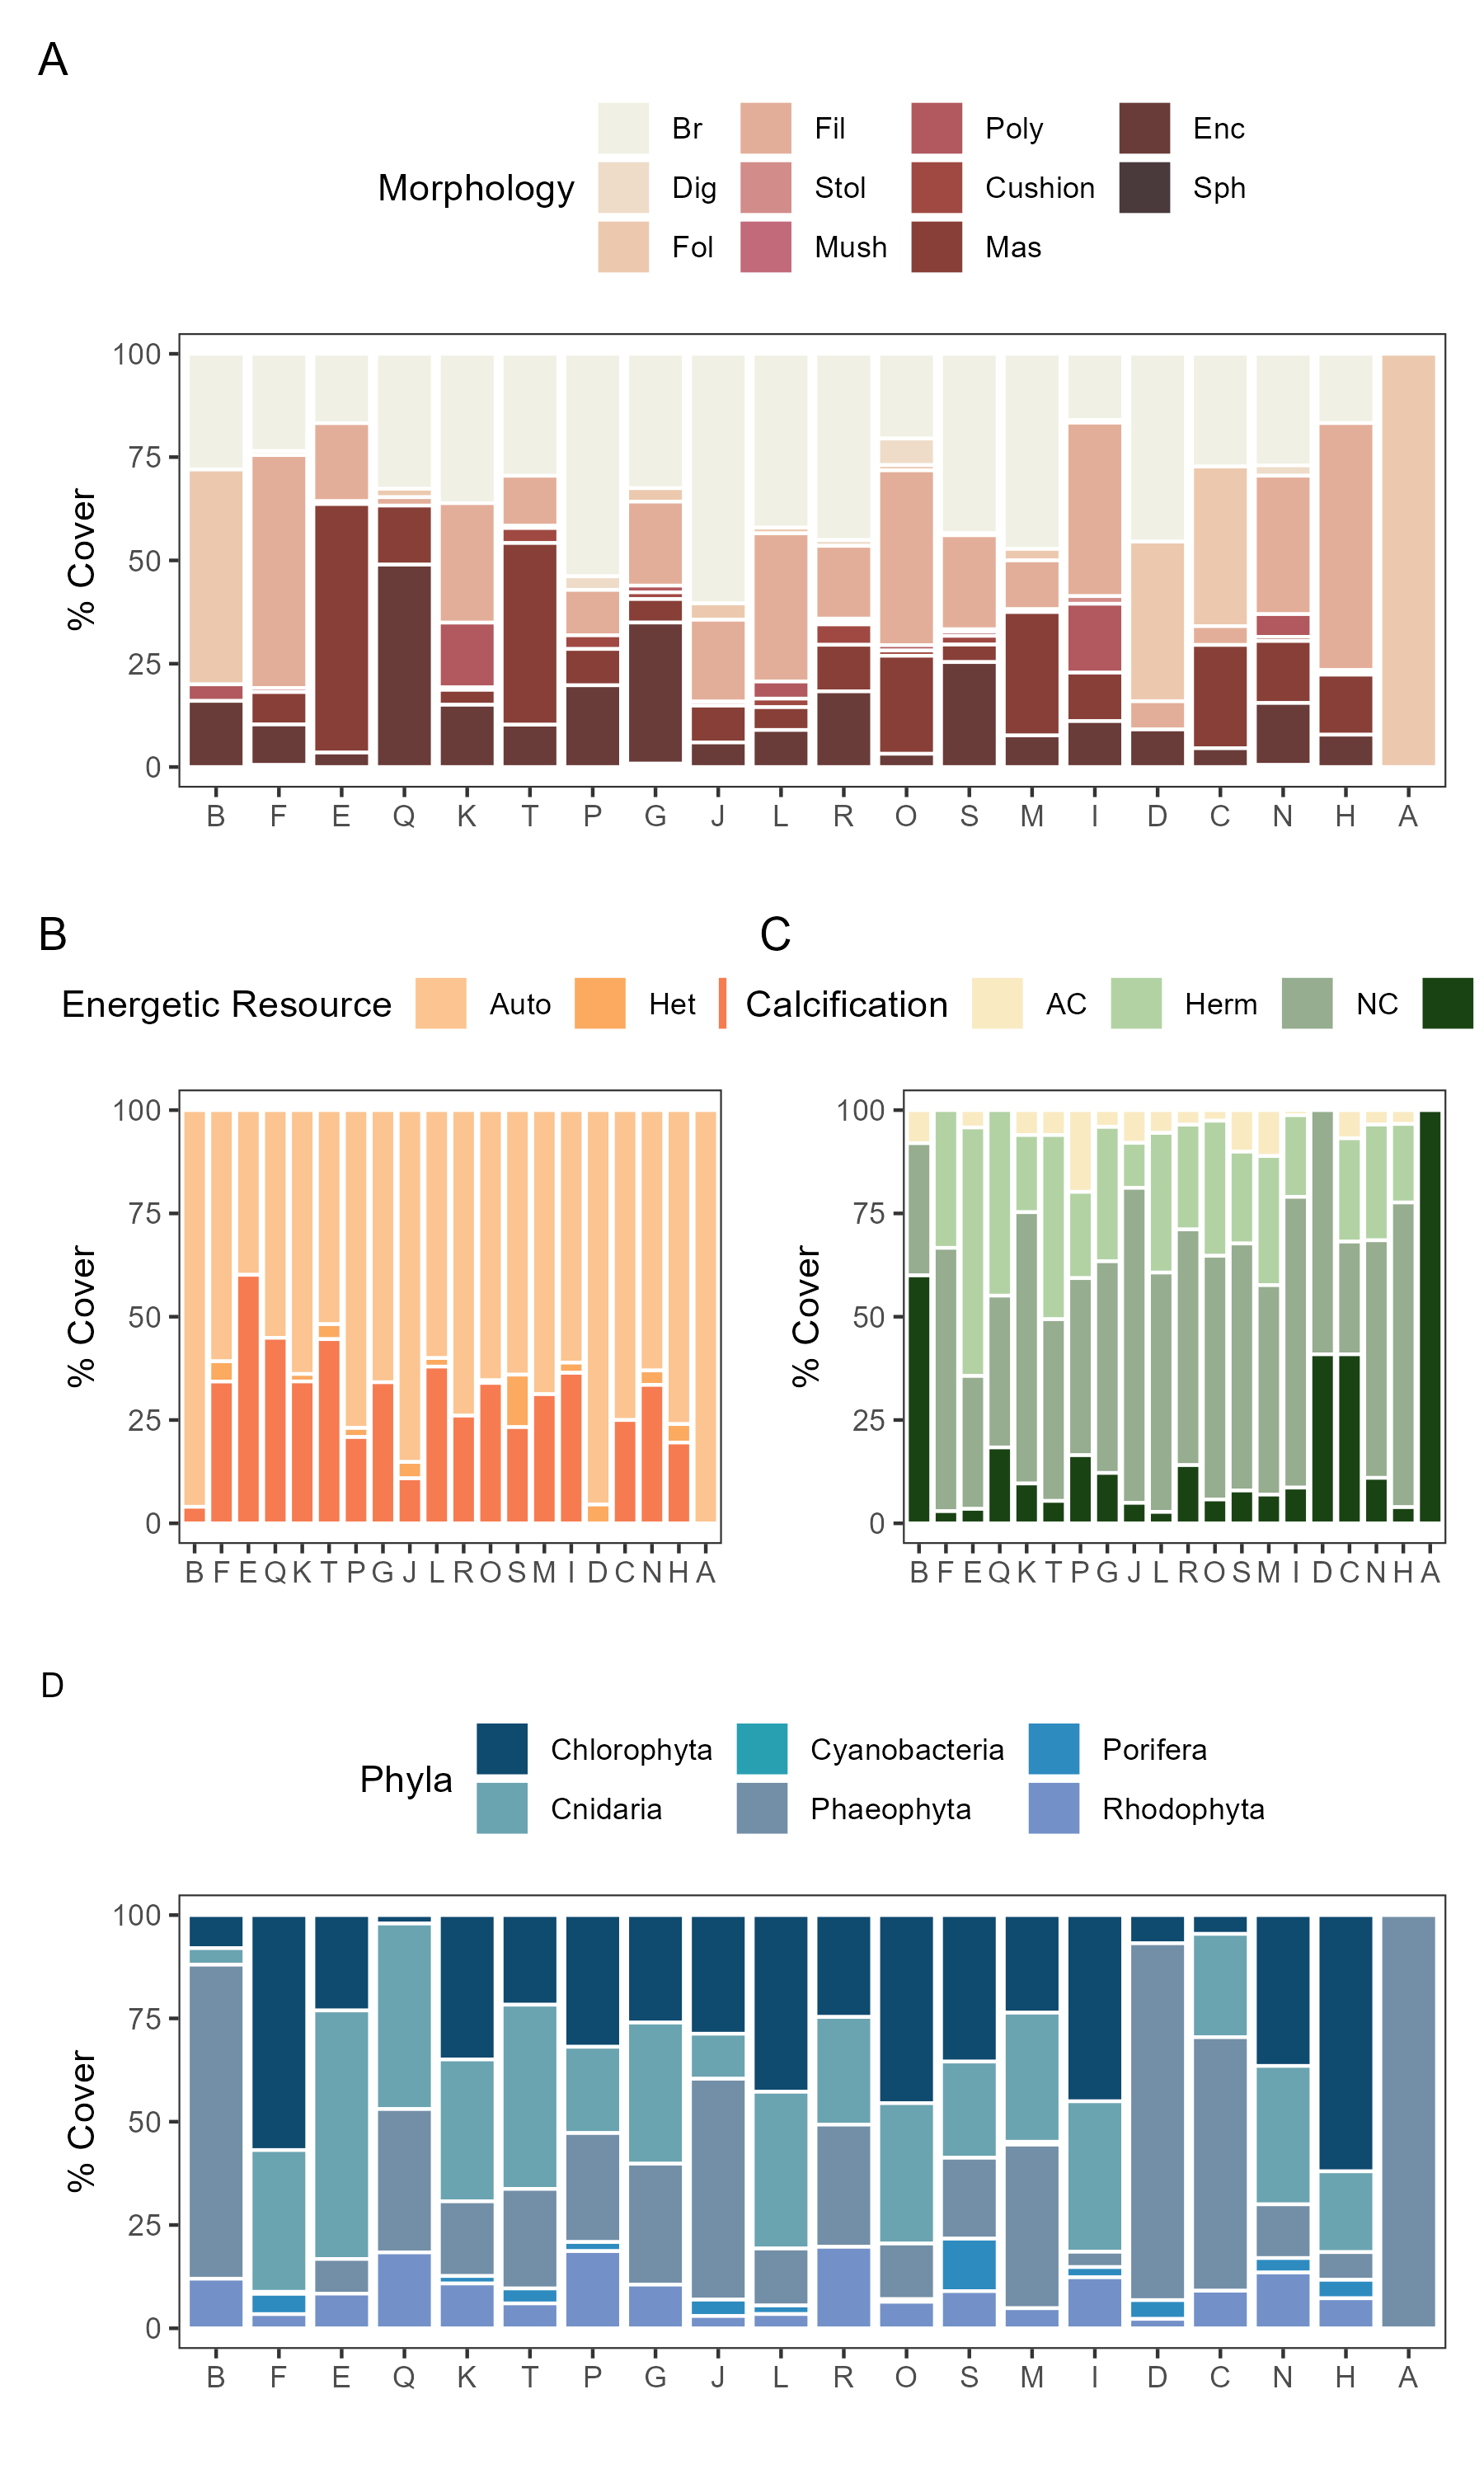 A
Morphology
Br Fil Poly Enc
Dig Stol Cushion Sph
Fol Mush Mas
% Cover
100
75
50
25
0
B F E Q K T P G J L R O S M I D C N H A
B
Energetic Resource Auto Het
% Cover
100
75
50
25
0
B F E Q K T P G J L R O S M I D C N H A
C
Calcification AC Herm NC
% Cover
100
75
50
25
0
B F E Q K T P G J L R O S M I D C N H A
D
Phyla
Chlorophyta Cyanobacteria Porifera
Cnidaria Phaeophyta Rhodophyta
% Cover
100
75
50
25
0
B F E Q K T P G J L R O S M I D C N H A